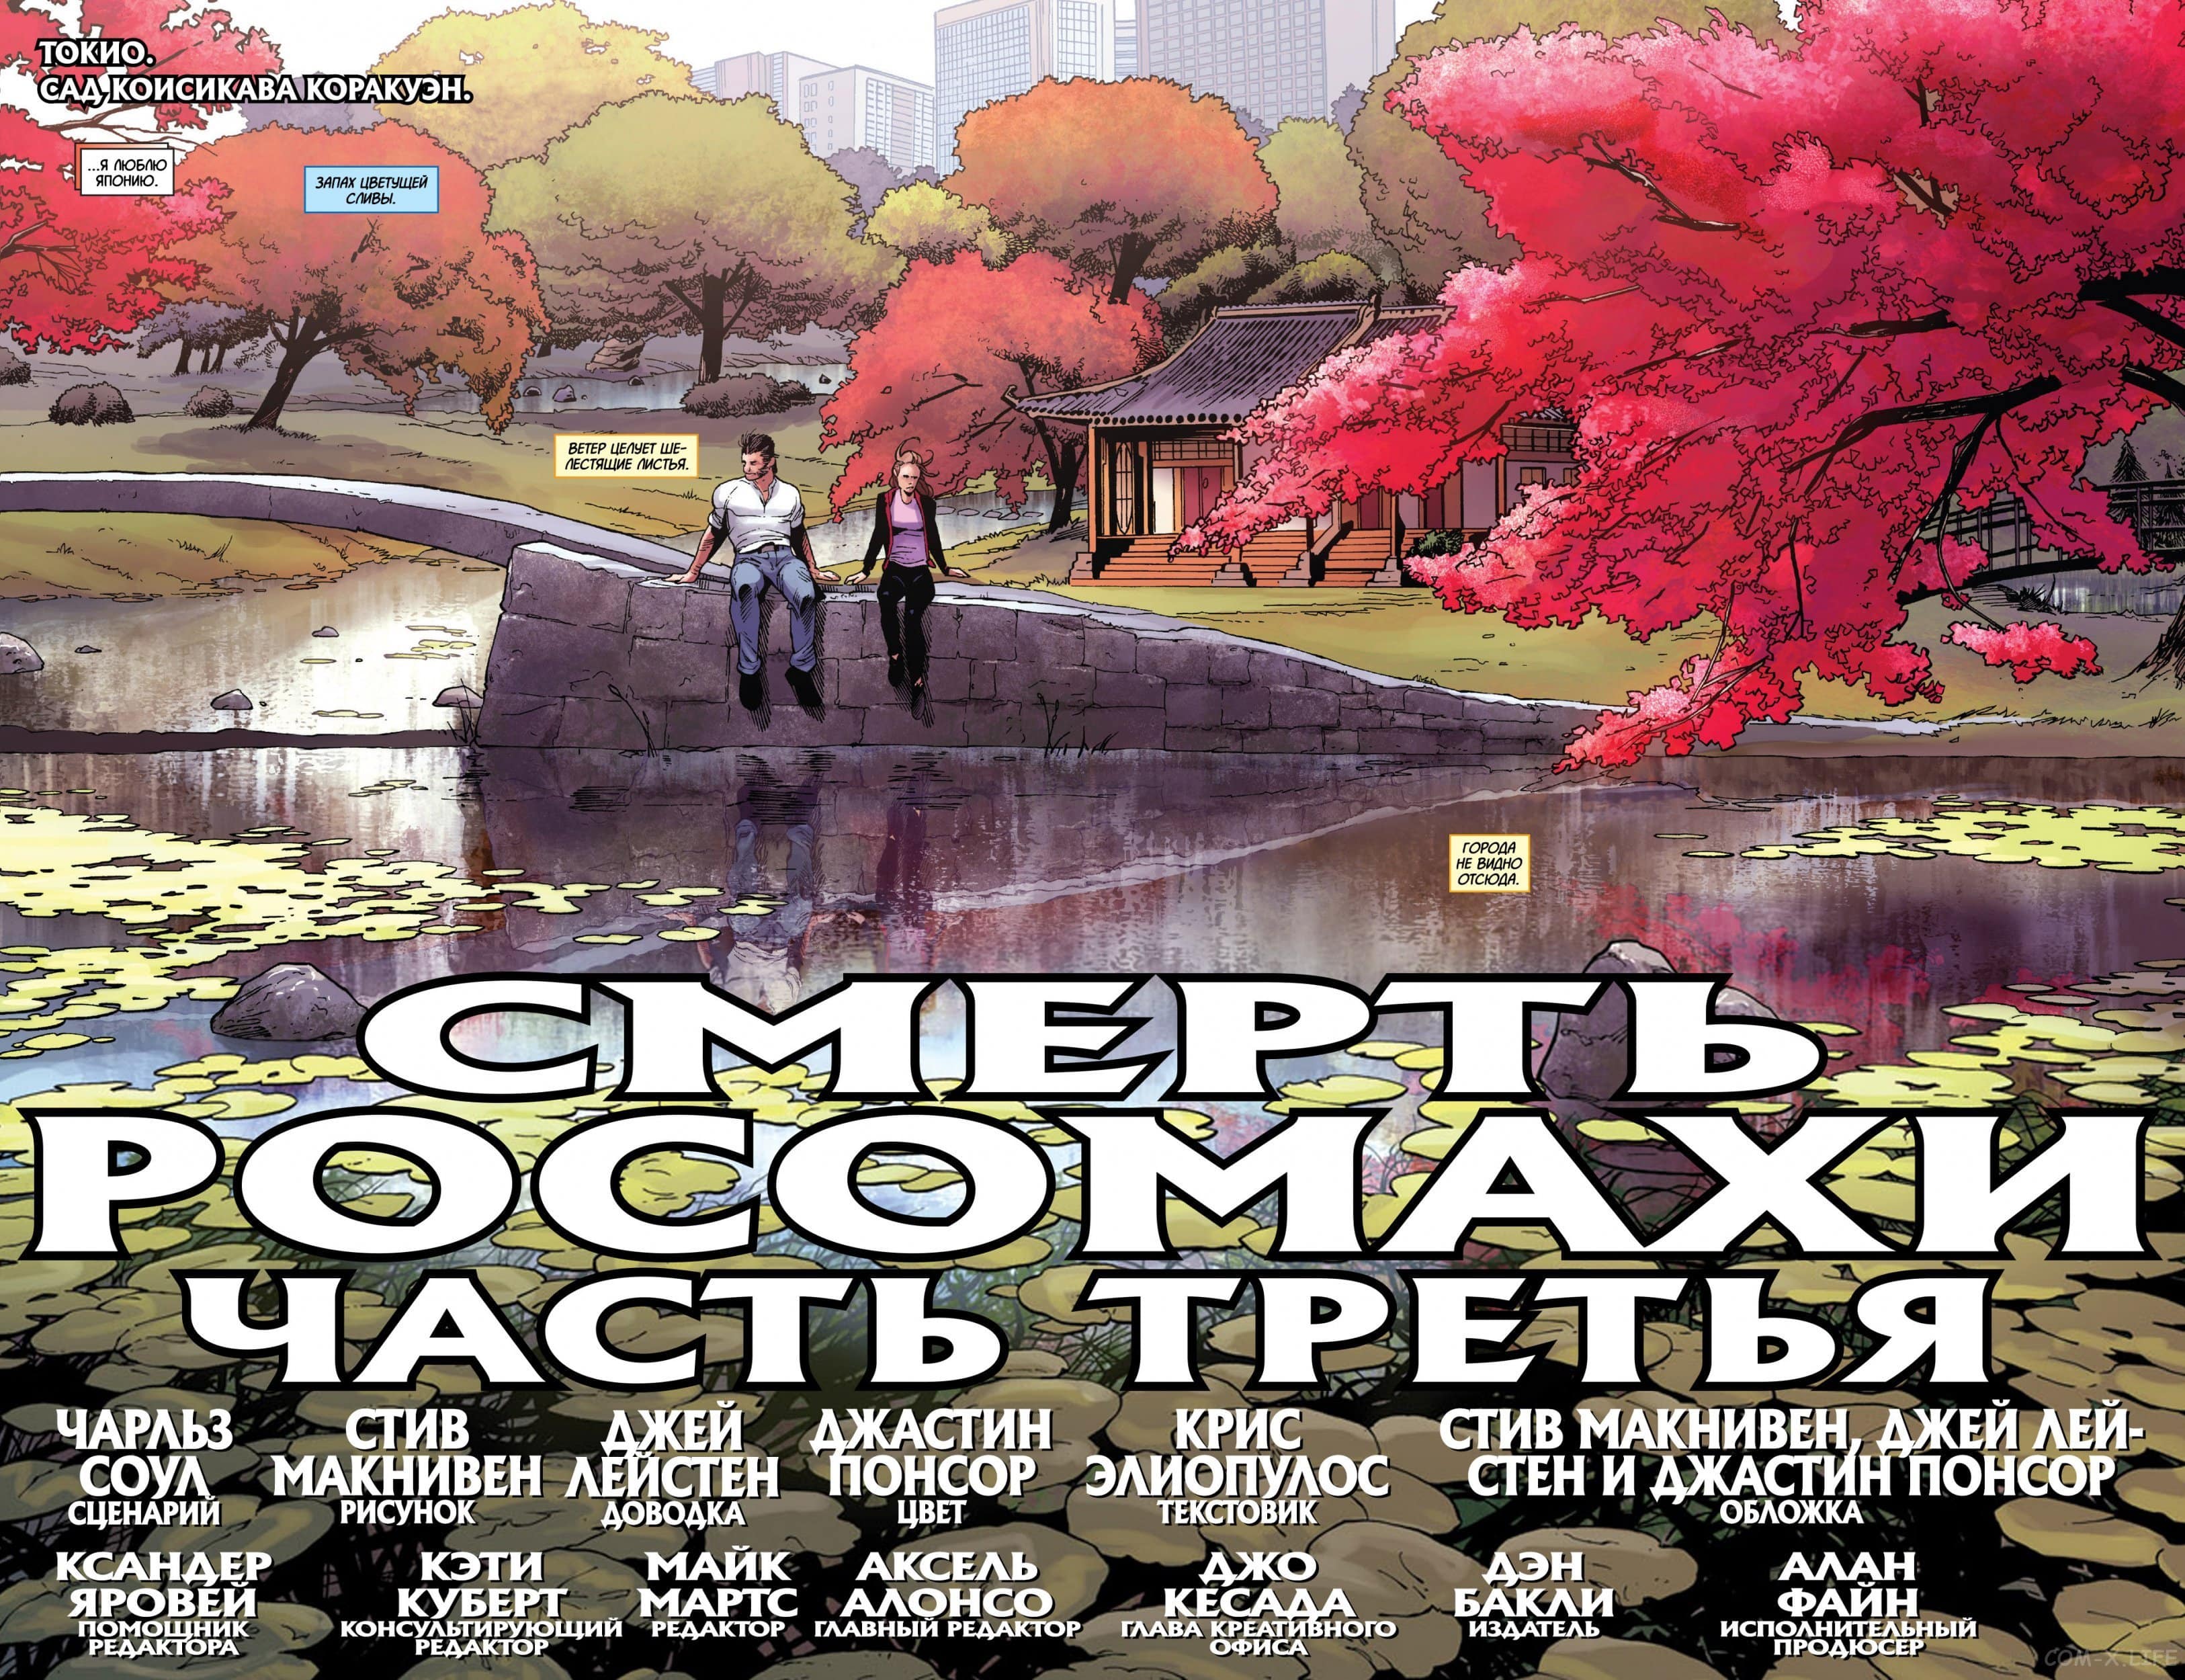 ТОКИО.
САД КОИСИКАВА КОРАКУЭН.
...Я ЛЮБЛЮ
ЯПОНИЮ.
ЗАПАХ ЦВЕТУЩЕЙ
СЛИВЫ.
ВЕТЕР ЦЕЛУЕТ ШЕ-
ЛЕСТЯЩИЕ ЛИСТЬЯ.
ГОРОДА
НЕ ВИДНО
ОТСЮДА.
СМЕРТЬ
РОСОМАХИ
ЧАСТЬ ТРЕТЬЯ
ЧАРЛЬЗ
СОУЛ
СЦЕНАРИЙ
СТИВ
МАКНИВЕН
РИСУНОК
ДЖЕЙ
ЛЕЙСТЕН
ДОВОДКА
ДЖАСТИН
ПОНСОР
ЦВЕТ
КРИС
ЭЛИОПУЛОС
ТЕКСТОВИК
СТИВ МАКНИВЕН, ДЖЕЙ ЛЕЙ-
СТЕН И ДЖАСТИН ПОНСОР
ОБЛОЖКА
КСАНДЕР
ЯРОВЕЙ
ПОМОЩНИК
РЕДАКТОРА
КЭТИ
КУБЕРТ
КОНСУЛЬТИРУЮЩИЙ
РЕДАКТОР
МАЙК
МАРТС
РЕДАКТОР
АКСЕЛЬ
АЛОНСО
ГЛАВНЫЙ РЕДАКТОР
ДЖО
КЕСАДА
ГЛАВА КРЕАТИВНОГО
ОФИСА
ДЭН
БАКЛИ
ИЗДАТЕЛЬ
АЛАН
ФАЙН
ИСПОЛНИТЕЛЬНЫЙ
ПРОДЮСЕР
COM-X.LIFE